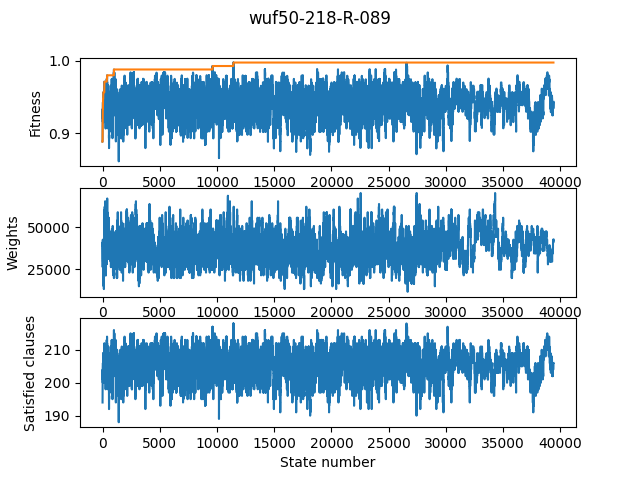 wuf50-218-R-089
1.0
0.9
Fitness
0 5000 10000 15000 20000 25000 30000 35000 40000
50000
25000
Weights
0 5000 10000 15000 20000 25000 30000 35000 40000
210
200
190
Satisfied clauses
0 5000 10000 15000 20000 25000 30000 35000 40000
State number